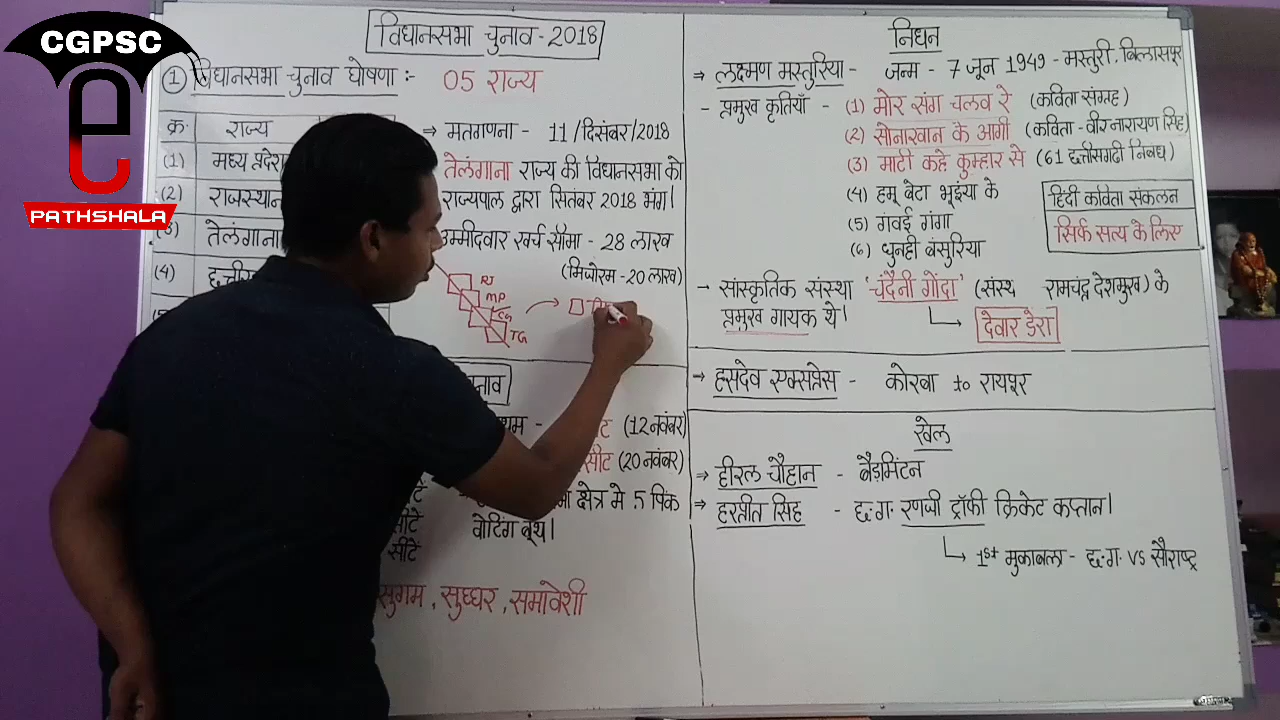 CGPSC
e
PATHSHALA
विधानसभा चुनाव - 2018
① विधानसभा चुनाव घोषणा :- 05 राज्य
क्र. राज्य
(1) मध्य प्रदेश
(2) राजस्थान
(3) तेलंगाना
(4)
⇒ मतगणना - 11/दिसंबर/2018
तेलंगाना राज्य की विधानसभा को
राज्यपाल द्वारा सितंबर 2018 भंग।
उम्मीदवार खर्च सीमा - 28 लाख
(मिजोरम - 20 लाख)
RJ
MP
CG
TG
चुनाव
(12 नवंबर)
सीट (20 नवंबर)
क्षेत्र मे 5 पिंक
वोटिंग बूथ।
सीटें
सीटें
सुगम, सुघ्घर, समावेशी
निधन
⇒ लक्ष्मण मस्तुरिया - जन्म - 7 जून 1949 - मस्तुरी, बिलासपुर
- प्रमुख कृतियाँ - (1) मोर संग चलव रे (कविता संग्रह)
(2) सोनाखान के आगी (कविता - वीरनारायण सिंह)
(3) माटी कहे कुम्हार से (61 छत्तीसगढ़ी निबंध)
(4) हमू बेटा भूइंया के
(5) गंवई गंगा
(6) धुनही बंसुरिया
हिंदी कविता संकलन
सिर्फ सत्य के लिए
→ सांस्कृतिक संस्था 'चंदैनी गोंदा' (संस्थ रामचंद्र देशमुख) के
प्रमुख गायक थे।
देवार डेरा
→ हसदेव एक्सप्रेस - कोरबा to रायपुर
खेल
⇒ हीरल चौहान - बैडमिंटन
⇒ हरप्रीत सिंह - छ.ग. रणजी ट्रॉफी क्रिकेट कप्तान।
1st मुकाबला - छ.ग. vs सौराष्ट्र